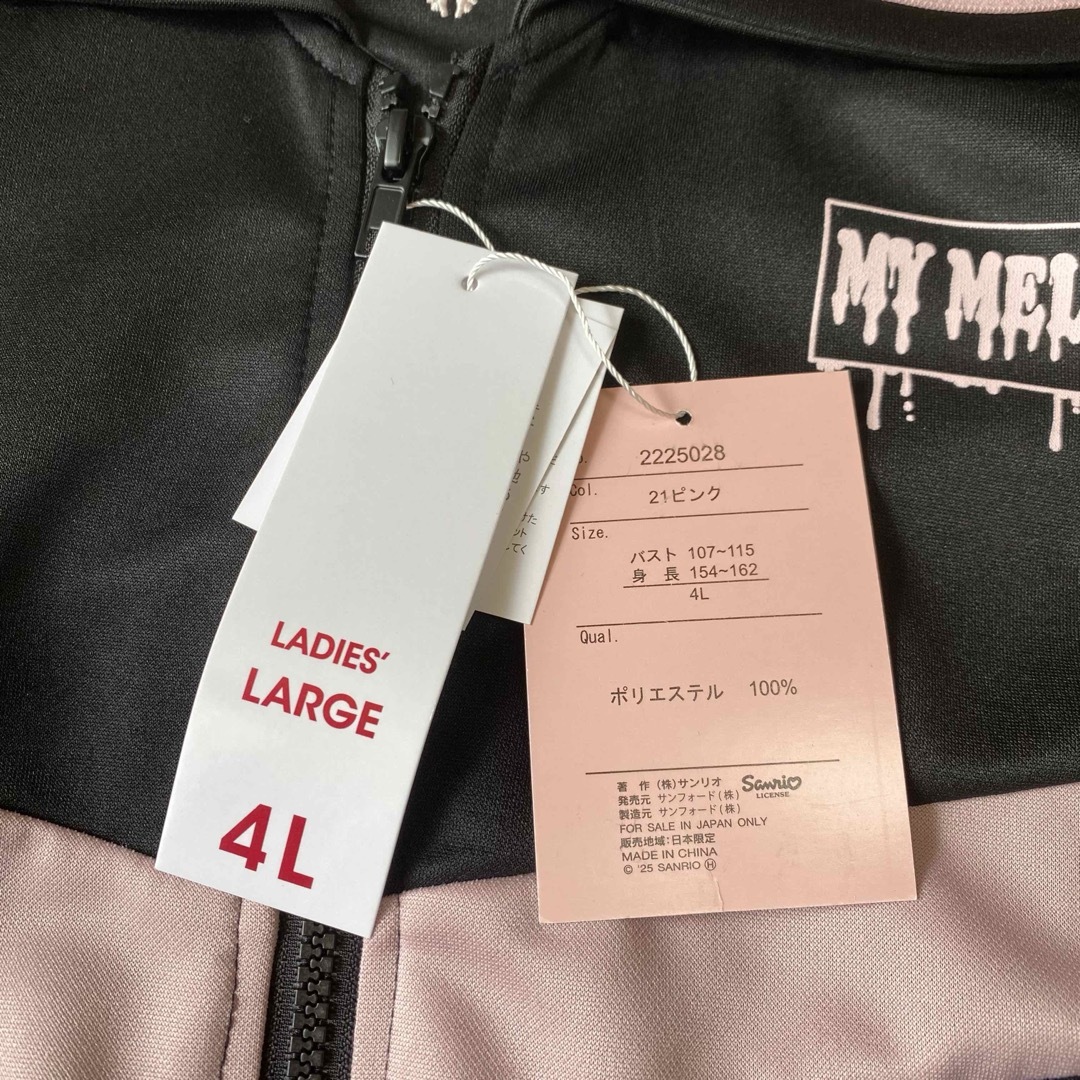 MY MEL
LADIES'
LARGE
4L
2225028
Col. 21ピンク
Size.
バスト 107~115
身 長 154~162
4L
Qual.
ポリエステル 100%
著 作 (株)サンリオ Sanrio
LICENSE
発売元 サンフォード(株)
製造元 サンフォード(株)
FOR SALE IN JAPAN ONLY
販売地域:日本限定
MADE IN CHINA
© '25 SANRIO Ⓗ